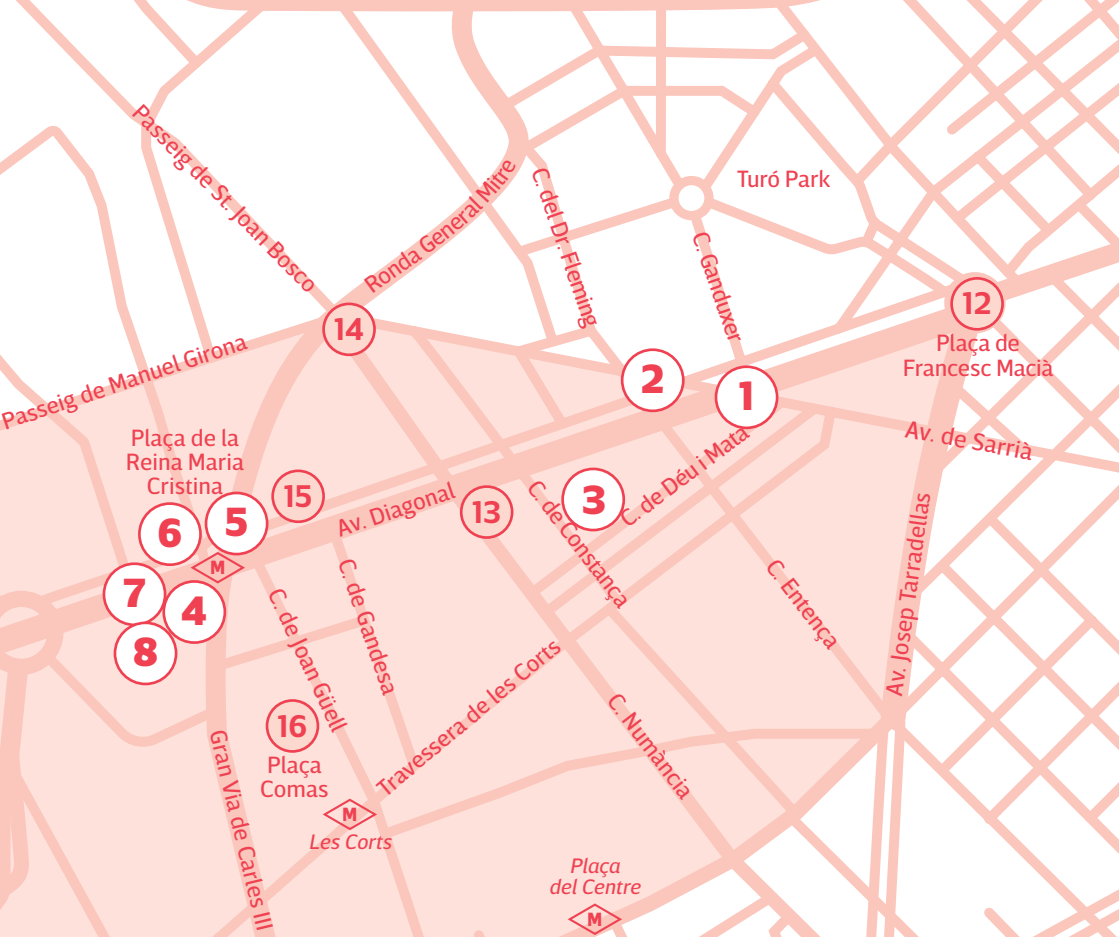 Passeig de St. Joan Bosco
Ronda General Mitre
C. del Dr. Fleming
Turó Park
C. Ganduxer
12
Plaça de
Francesc Macià
14
Passeig de Manuel Girona
2
1
Av. de Sarrià
Plaça de la
Reina Maria
Cristina
15
Av. Diagonal
13
C. de Constança
3
C. de Déu i Mata
6
5
M
7
4
8
C. de Joan Güell
C. de Gandesa
C. Entença
Av. Josep Tarradellas
Travessera de les Corts
C. Numància
16
Plaça
Comas
Gran Via de Carles III
M
Les Corts
Plaça
del Centre
M